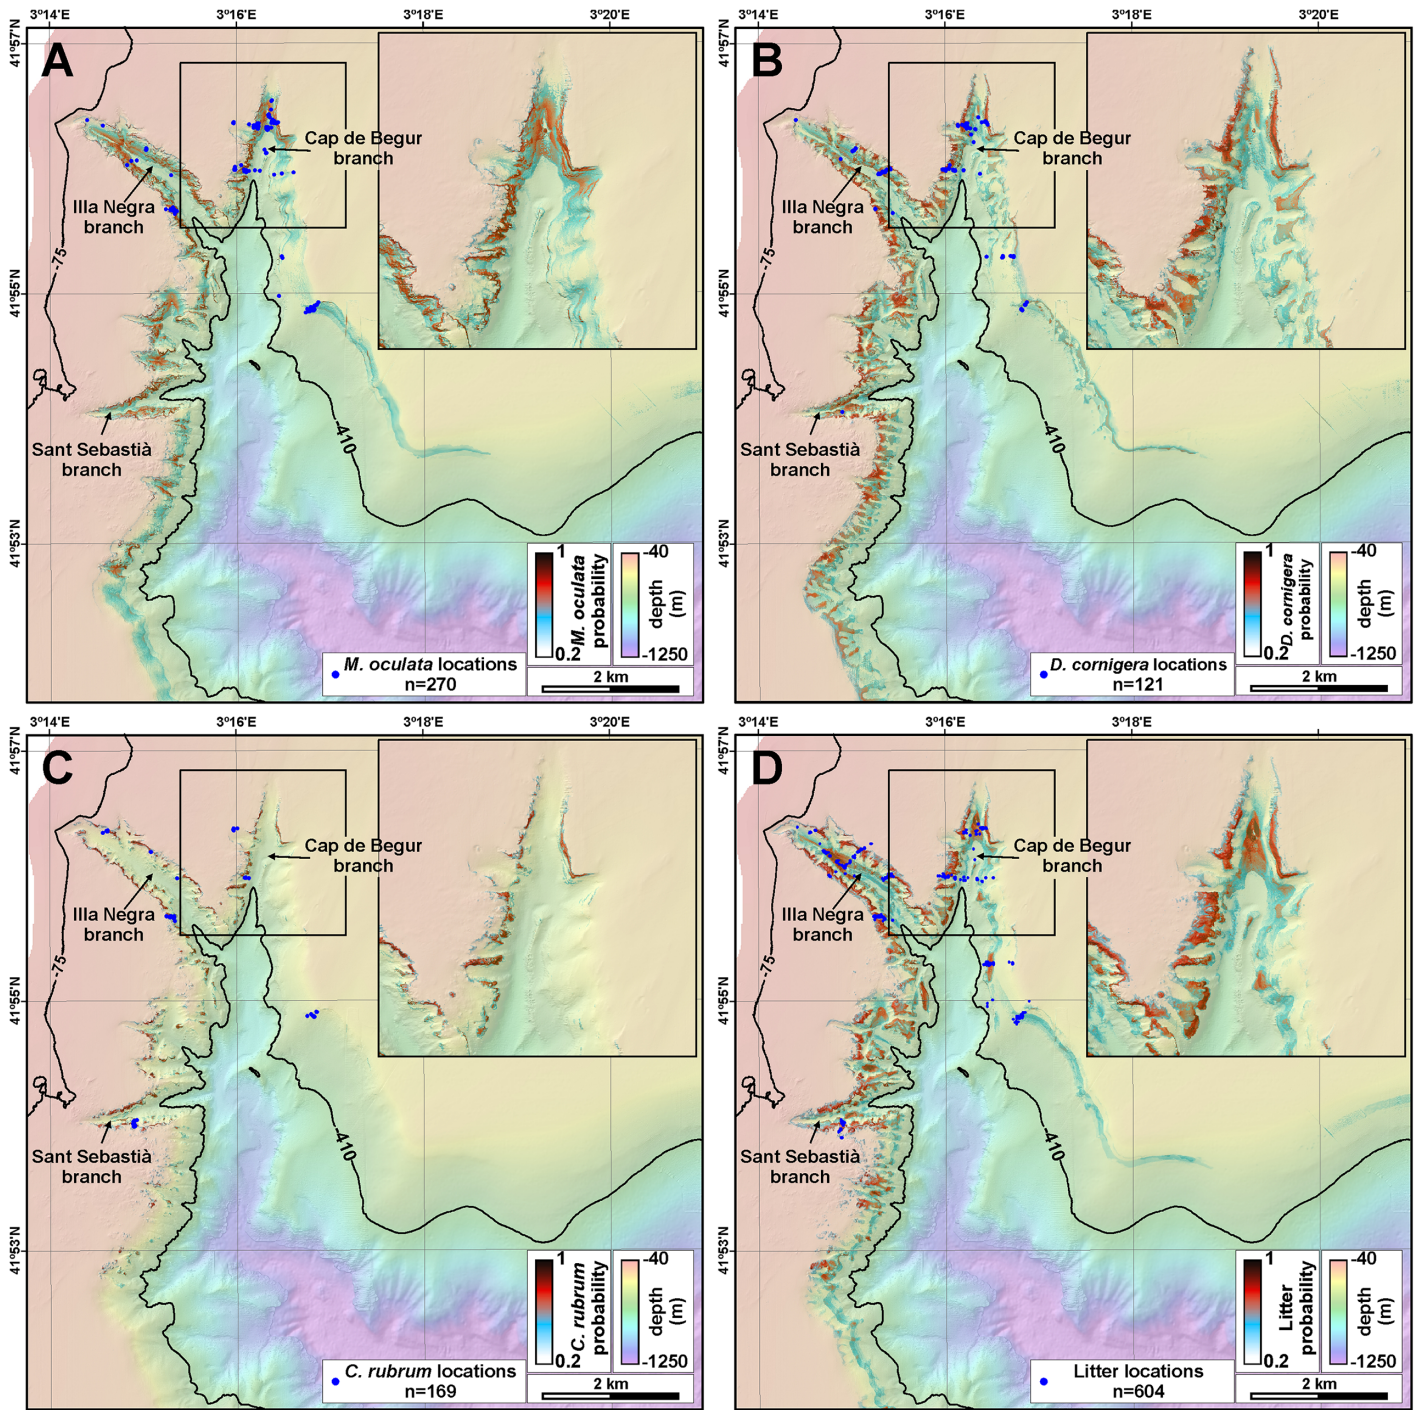 3°14'E 3°16'E 3°18'E 3°20'E
41°57'N
A
Cap de Begur
branch
Illa Negra
branch
-75
41°55'N
Sant Sebastià
branch
-410
41°53'N
1
0.2
M. oculata
probability
-40
-1250
depth
(m)
M. oculata locations
n=270
2 km
3°14'E 3°16'E 3°18'E 3°20'E
41°57'N
B
Cap de Begur
branch
Illa Negra
branch
-75
41°55'N
Sant Sebastià
branch
-410
41°53'N
1
0.2
D. cornigera
probability
-40
-1250
depth
(m)
D. cornigera locations
n=121
2 km
3°14'E 3°16'E 3°18'E 3°20'E
41°57'N
C
Cap de Begur
branch
Illa Negra
branch
-75
41°55'N
Sant Sebastià
branch
-410
41°53'N
1
0.2
C. rubrum
probability
-40
-1250
depth
(m)
C. rubrum locations
n=169
2 km
3°14'E 3°16'E 3°18'E 3°20'E
41°57'N
D
Cap de Begur
branch
Illa Negra
branch
-75
41°55'N
Sant Sebastià
branch
-410
41°53'N
1
0.2
Litter
probability
-40
-1250
depth
(m)
Litter locations
n=604
2 km